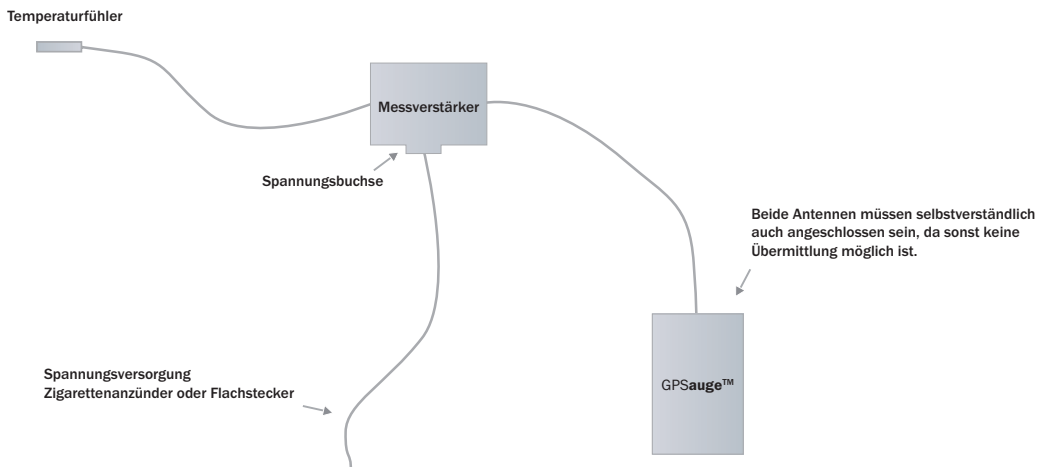 Temperaturfühler
Messverstärker
Spannungsbuchse
Beide Antennen müssen selbstverständlich
auch angeschlossen sein, da sonst keine
Übermittlung möglich ist.
Spannungsversorgung
Zigarettenanzünder oder Flachstecker
GPSauge™